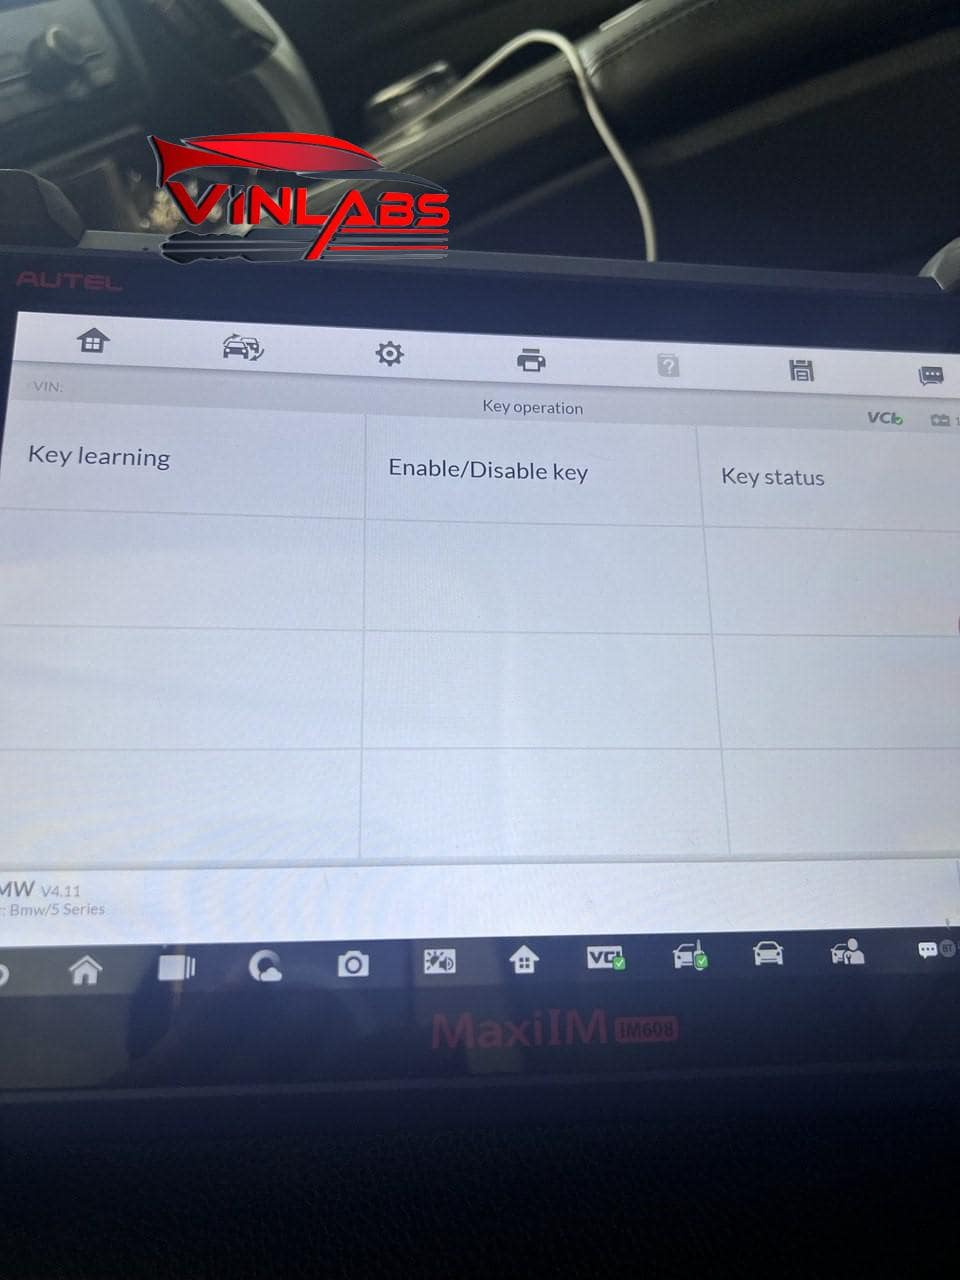 VINLABS
AUTEL
VIN:
Key operation
VCI
Key learning
Enable/Disable key
Key status
MW V4.11
: Bmw/5 Series
VCI
BT
MaxiIM IM608